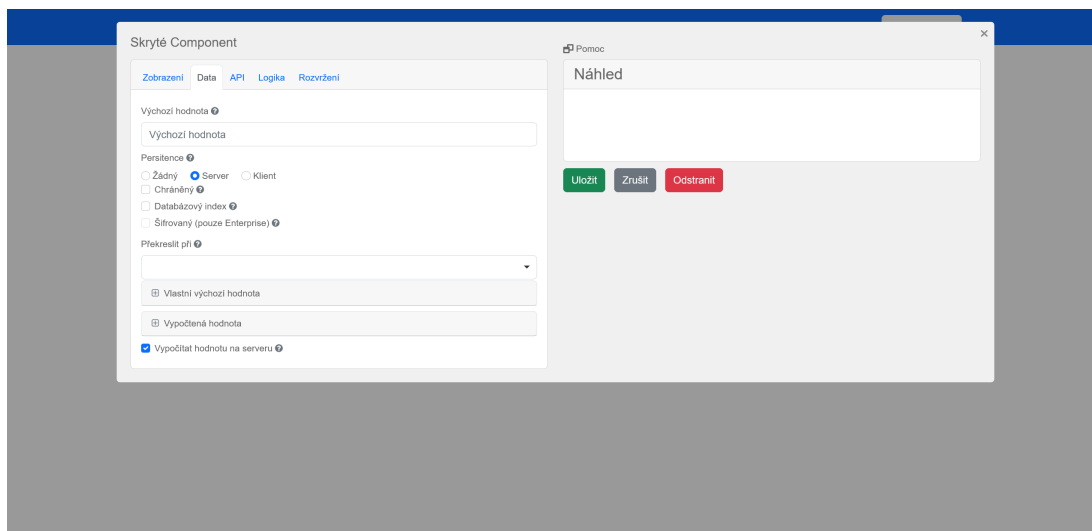 Skryté Component
Zobrazení Data API Logika Rozvržení
Výchozí hodnota
Výchozí hodnota
Persitence
Žádný Server Klient
Chráněný
Databázový index
Šifrovaný (pouze Enterprise)
Překreslit při
Vlastní výchozí hodnota
Vypočtená hodnota
Vypočítat hodnotu na serveru
×
Pomoc
Náhled
Uložit Zrušit Odstranit